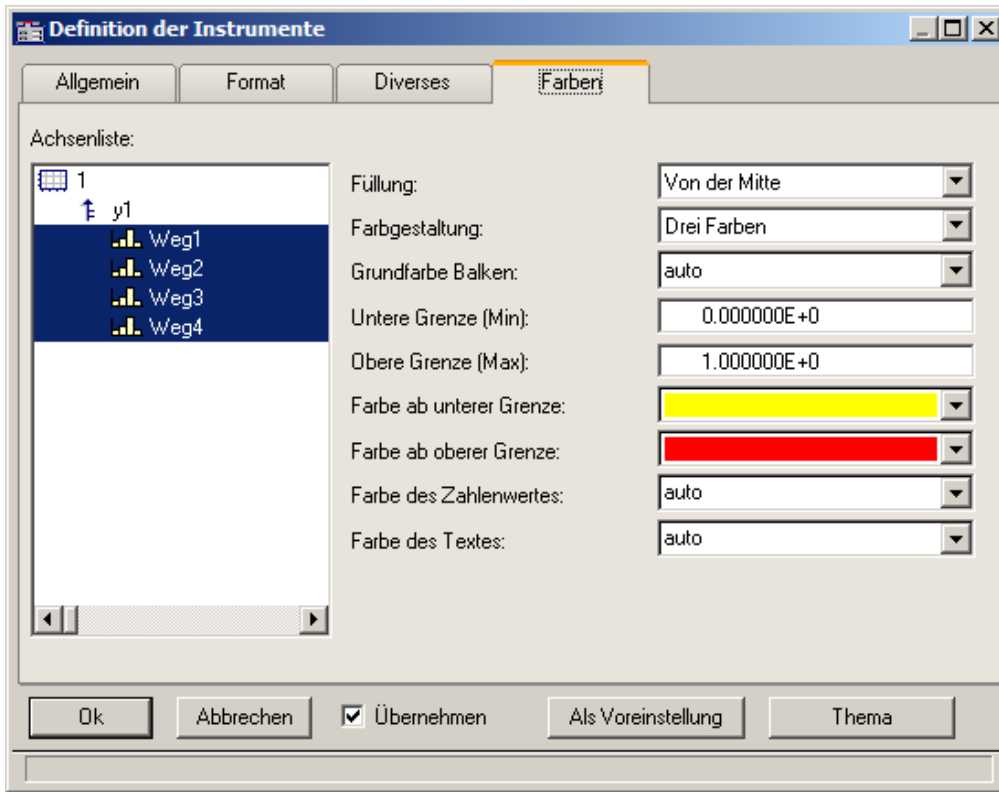 Definition der Instrumente
Allgemein Format Diverses Farben
Achsenliste:
1
y1
Weg1
Weg2
Weg3
Weg4
Füllung: Von der Mitte
Farbgestaltung: Drei Farben
Grundfarbe Balken: auto
Untere Grenze (Min): 0.000000E+0
Obere Grenze (Max): 1.000000E+0
Farbe ab unterer Grenze:
Farbe ab oberer Grenze:
Farbe des Zahlenwertes: auto
Farbe des Textes: auto
Ok Abbrechen Übernehmen Als Voreinstellung Thema